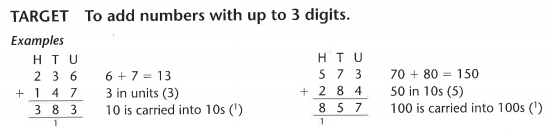 TARGET To add numbers with up to 3 digits.
Examples
H T U
2 3 6 6 + 7 = 13
+ 1 4 7 3 in units (3)
3 8 3 10 is carried into 10s (¹)
1
H T U
5 7 3 70 + 80 = 150
+ 2 8 4 50 in 10s (5)
8 5 7 100 is carried into 100s (¹)
1